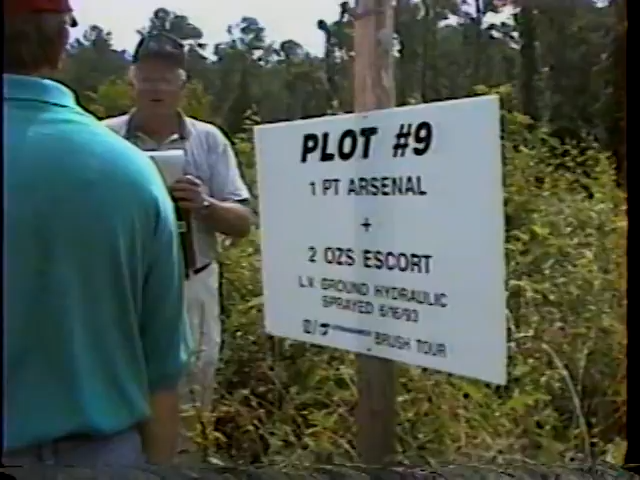 PLOT #9
1 PT ARSENAL
+
2 OZS ESCORT
L.V. GROUND HYDRAULIC
SPRAYED 6/16/93
BRUSH TOUR